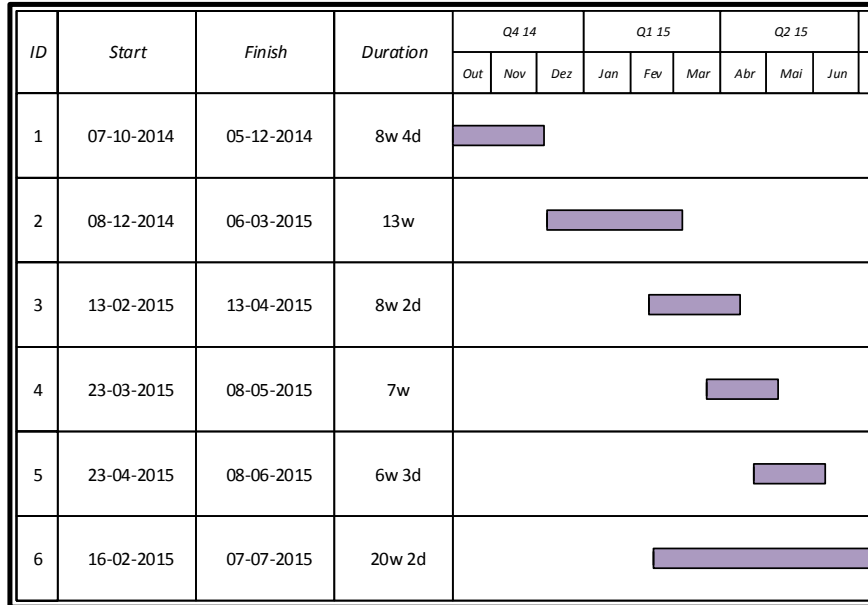 ID Start Finish Duration Q4 14 Q1 15 Q2 15
Out Nov Dez Jan Fev Mar Abr Mai Jun
1 07-10-2014 05-12-2014 8w 4d
2 08-12-2014 06-03-2015 13w
3 13-02-2015 13-04-2015 8w 2d
4 23-03-2015 08-05-2015 7w
5 23-04-2015 08-06-2015 6w 3d
6 16-02-2015 07-07-2015 20w 2d